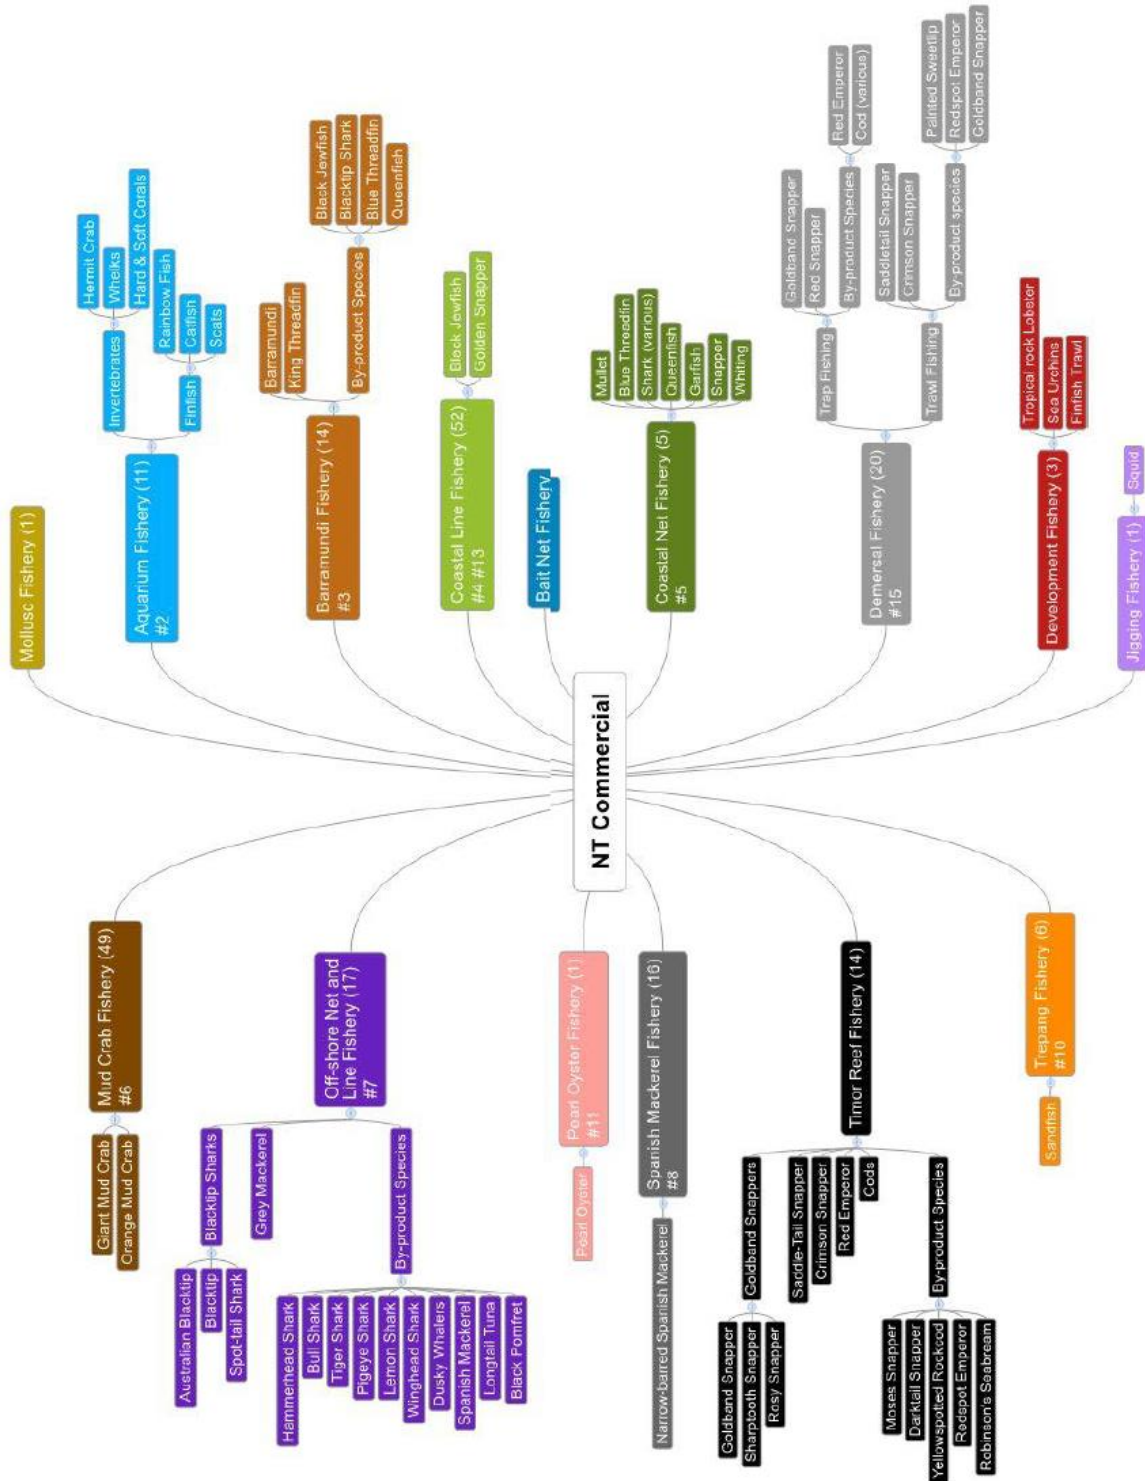 Mollusc Fishery (1)
Aquarium Fishery (11)
#2
Invertebrates
Hermit Crab
Whelks
Hard & Soft Corals
Finfish
Rainbow Fish
Catfish
Scats
Barramundi Fishery (14)
#3
Barramundi
King Threadfin
By-product Species
Black Jewfish
Blacktip Shark
Blue Threadfin
Queenfish
Coastal Line Fishery (52)
#4 #13
Black Jewfish
Golden Snapper
Bait Net Fishery
Coastal Net Fishery (5)
#5
Mullet
Blue Threadfin
Shark (various)
Queenfish
Garfish
Snapper
Whiting
Demersal Fishery (20)
#15
Trap Fishing
Goldband Snapper
Red Snapper
By-product Species
Red Emperor
Cod (various)
Trawl Fishing
Saddletail Snapper
Crimson Snapper
By-product species
Painted Sweetlip
Redspot Emperor
Goldband Snapper
Development Fishery (3)
Tropical rock Lobster
Sea Urchins
Finfish Trawl
Jigging Fishery (1)
Squid
NT Commercial
Mud Crab Fishery (49)
#6
Giant Mud Crab
Orange Mud Crab
Off-shore Net and
Line Fishery (17)
#7
Blacktip Sharks
Australian Blacktip
Blacktip
Spot-tail Shark
Grey Mackerel
By-product Species
Hammerhead Shark
Bull Shark
Tiger Shark
Pigeye Shark
Lemon Shark
Winghead Shark
Dusky Whalers
Spanish Mackerel
Longtail Tuna
Black Pomfret
Pearl Oyster Fishery (1)
#11
Pearl Oyster
Spanish Mackerel Fishery (16)
#8
Narrow-barred Spanish Mackerel
Timor Reef Fishery (14)
Goldband Snappers
Goldband Snapper
Sharptooth Snapper
Rosy Snapper
Saddle-Tail Snapper
Crimson Snapper
Red Emperor
Cods
By-product Species
Moses Snapper
Darktail Snapper
Yellowspotted Rockcod
Redspot Emperor
Robinson's Seabream
Trepang Fishery (6)
#10
Sandfish